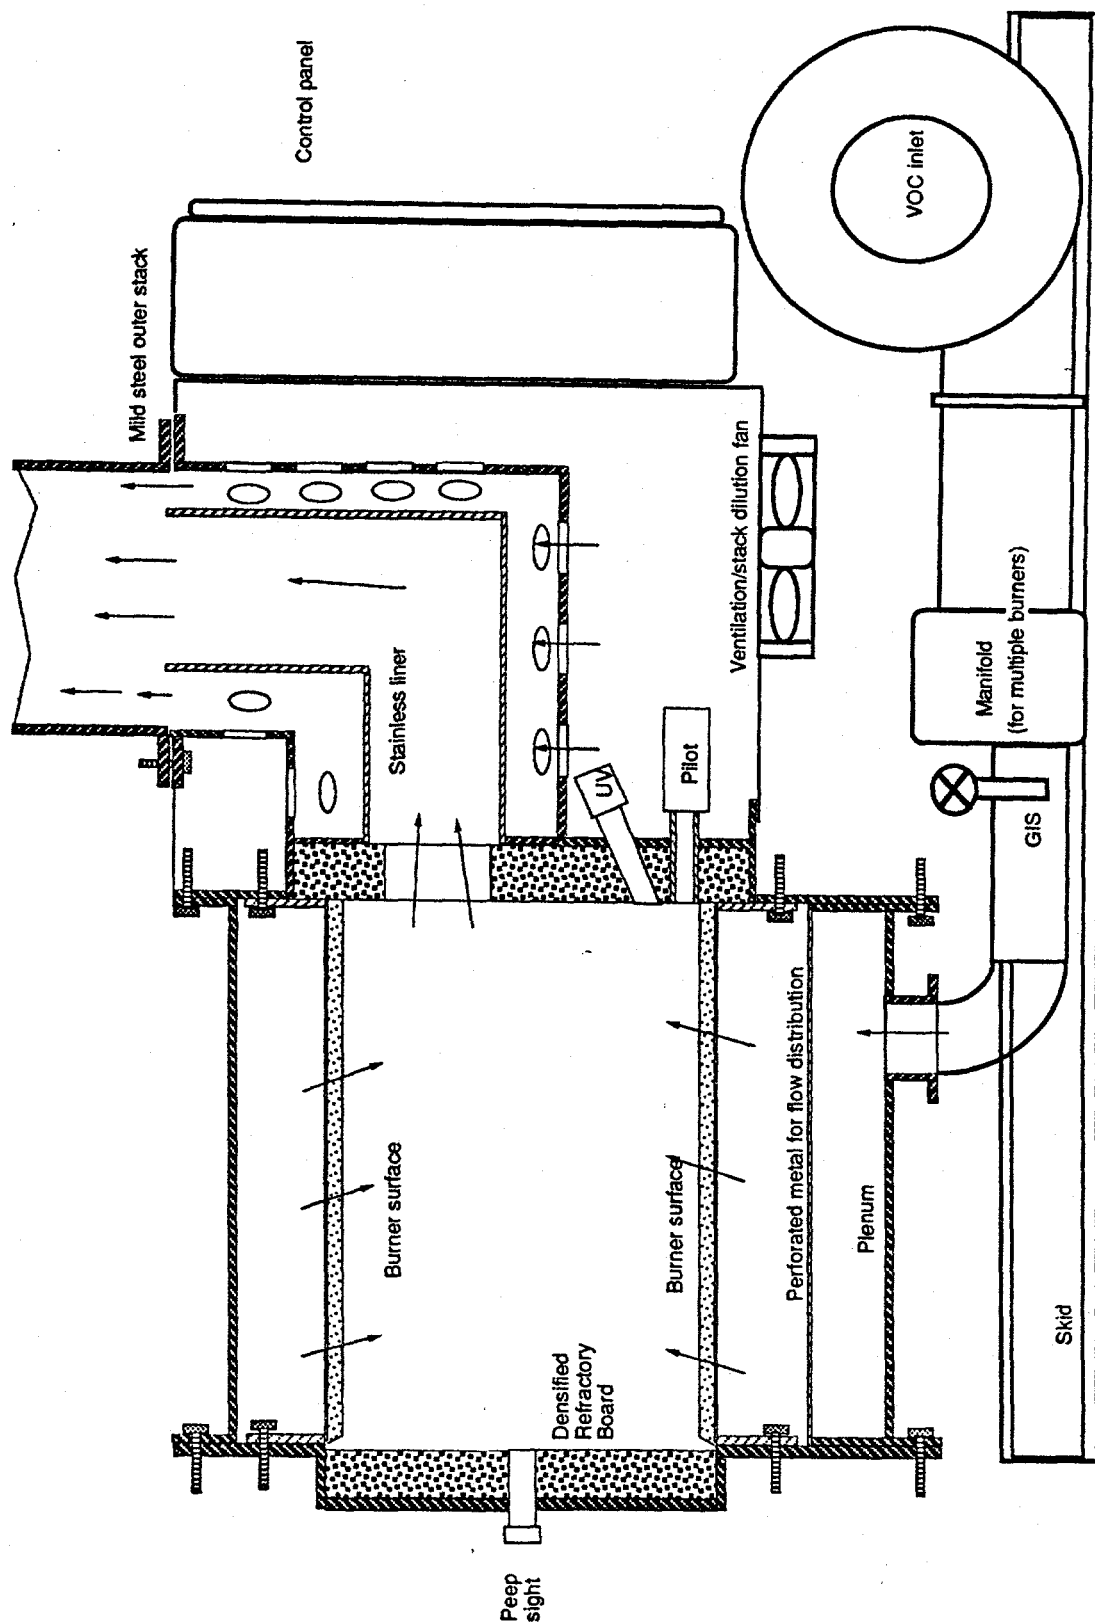 Control panel
Mild steel outer stack
VOC inlet
Ventilation/stack dilution fan
Stainless liner
Manifold
(for multiple burners)
UV
Pilot
GIS
Burner surface
Burner surface
Perforated metal for flow distribution
Plenum
Densified
Refractory
Board
Skid
Peep
sight